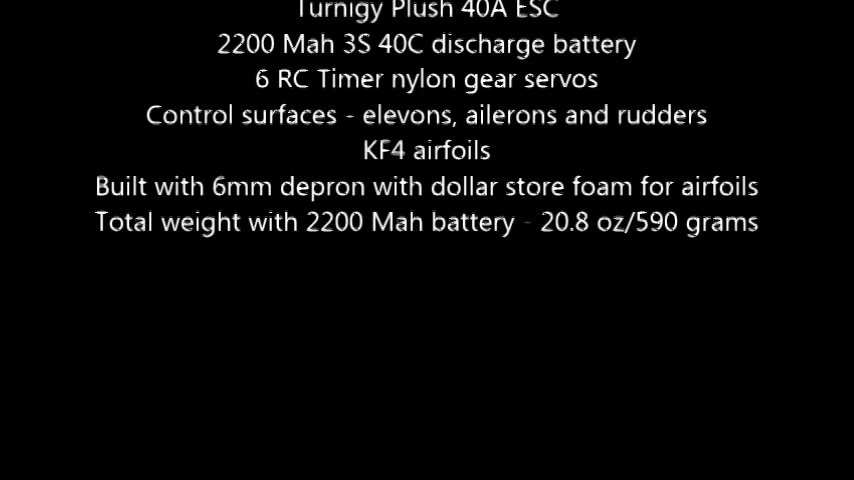 Turnigy Plush 40A ESC
2200 Mah 3S 40C discharge battery
6 RC Timer nylon gear servos
Control surfaces - elevons, ailerons and rudders
KF4 airfoils
Built with 6mm depron with dollar store foam for airfoils
Total weight with 2200 Mah battery - 20.8 oz/590 grams